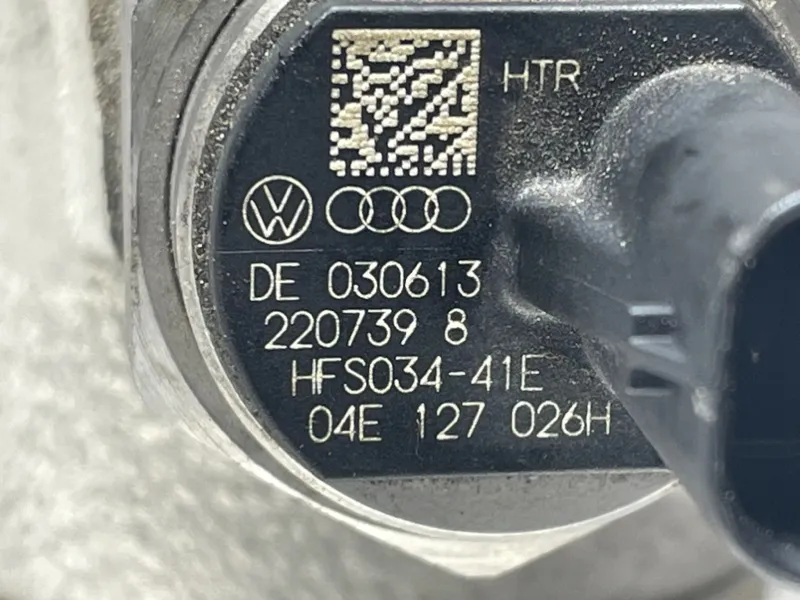 HTR
DE 030613
220739 8
HFS034-41E
04E 127 026H